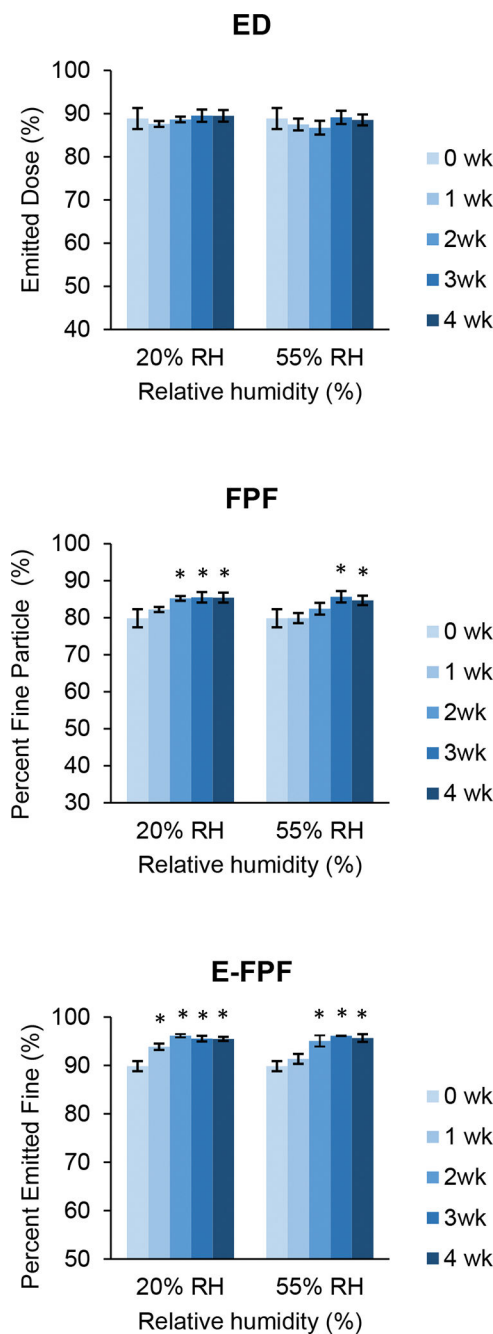 ED
100
90
80
70
60
50
40
Emitted Dose (%)
20% RH
55% RH
Relative humidity (%)
0 wk
1 wk
2wk
3wk
4 wk
FPF
100
90
80
70
60
50
40
30
Percent Fine Particle (%)
* * *
* *
20% RH
55% RH
Relative humidity (%)
0 wk
1 wk
2wk
3wk
4 wk
E-FPF
100
90
80
70
60
50
Percent Emitted Fine (%)
* * * *
* * *
20% RH
55% RH
Relative humidity (%)
0 wk
1 wk
2wk
3wk
4 wk